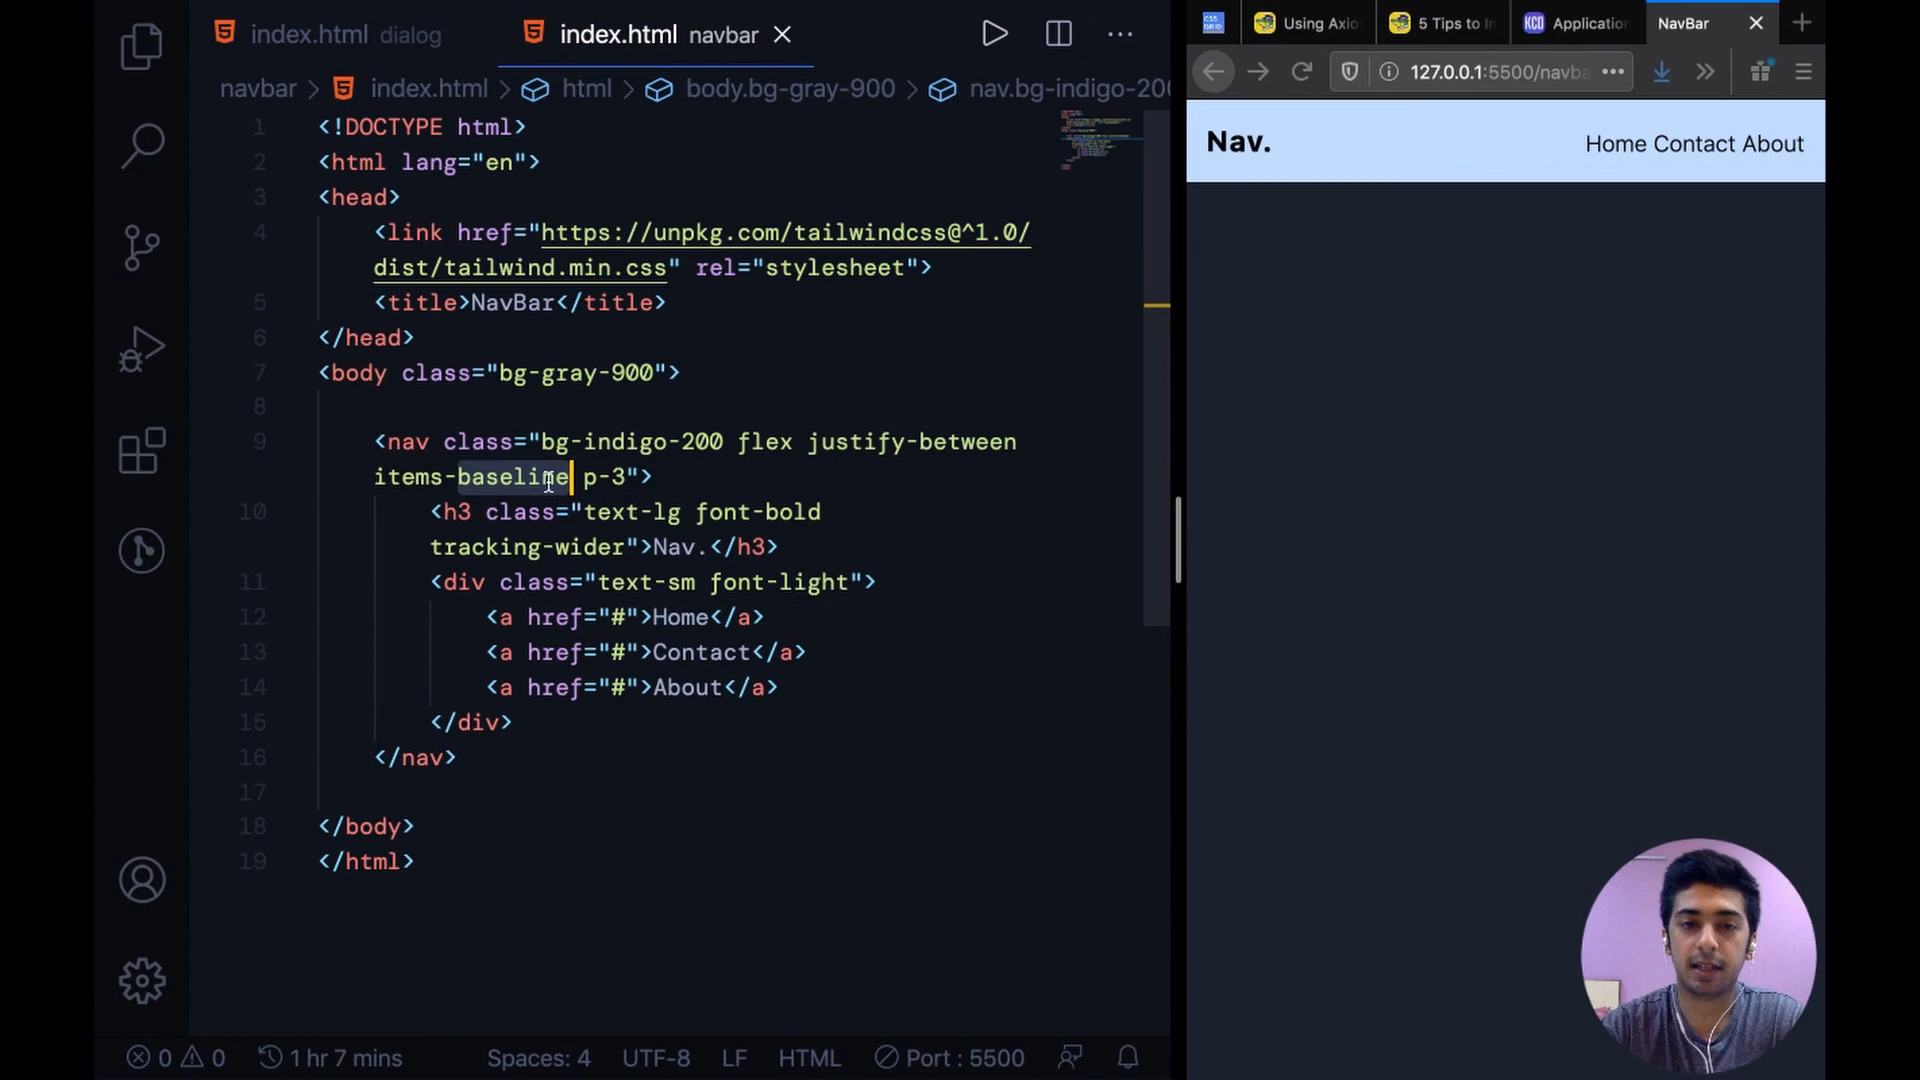 index.html dialog
index.html navbar
navbar > index.html > html > body.bg-gray-900 > nav.bg-indigo-200
1 <!DOCTYPE html>
2 <html lang="en">
3 <head>
4 <link href="https://unpkg.com/tailwindcss@^1.0/
dist/tailwind.min.css" rel="stylesheet">
5 <title>NavBar</title>
6 </head>
7 <body class="bg-gray-900">
8
9 <nav class="bg-indigo-200 flex justify-between
items-baseline p-3">
10 <h3 class="text-lg font-bold
tracking-wider">Nav.</h3>
11 <div class="text-sm font-light">
12 <a href="#">Home</a>
13 <a href="#">Contact</a>
14 <a href="#">About</a>
15 </div>
16 </nav>
17
18 </body>
19 </html>
0 0 1 hr 7 mins Spaces: 4 UTF-8 LF HTML Port : 5500
CSS GRID Using Axio 5 Tips to In KCD Application NavBar
127.0.0.1:5500/navba
Nav. Home Contact About